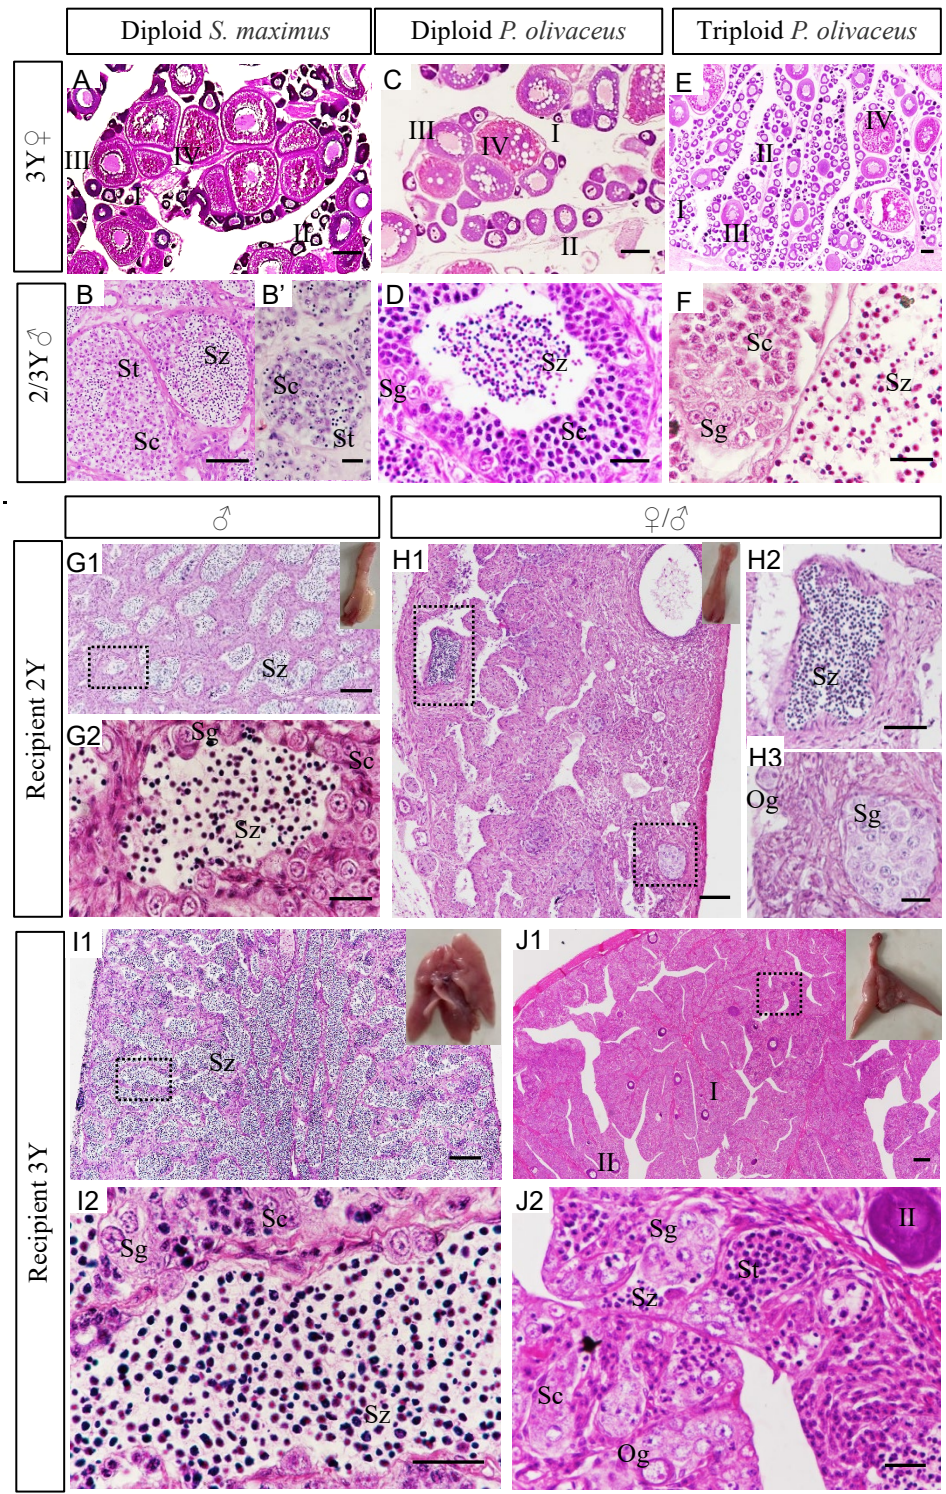 Diploid S. maximus
Diploid P. olivaceus
Triploid P. olivaceus
3Y♀
A
III
IV
I
II
C
III
IV
I
II
E
IV
II
I
III
2/3Y♂
B
St
Sz
Sc
B’
Sc
St
D
Sz
Sg
Sc
F
Sc
Sz
Sg
♂
♀/♂
Recipient 2Y
G1
Sz
G2
Sg
Sc
Sz
H1
H2
Sz
H3
Og
Sg
Recipient 3Y
I1
Sz
J1
I
II
I2
Sc
Sg
Sz
J2
Sg
II
St
Sz
Sc
Og